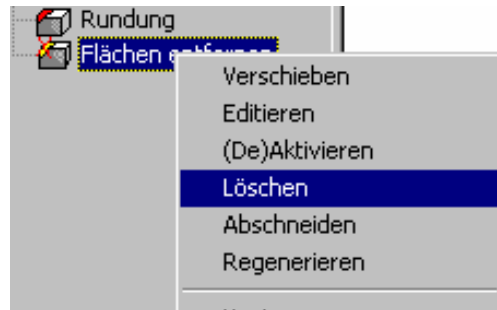 Rundung
Flächen entfernen
Verschieben
Editieren
(De)Aktivieren
Löschen
Abschneiden
Regenerieren